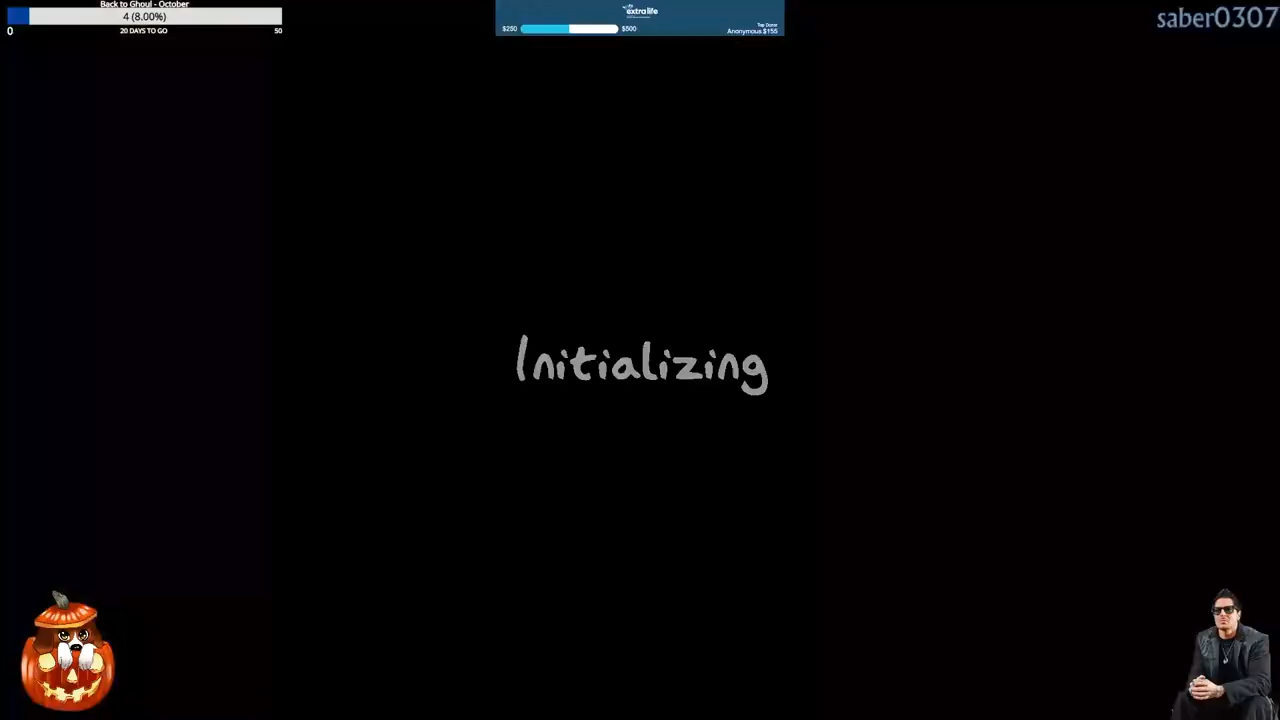 Back to Ghoul - October
4 (8.00%)
0
20 DAYS TO GO
50
extra life
$250
$500
Top Donor
Anonymous $155
saber0307
Initializing